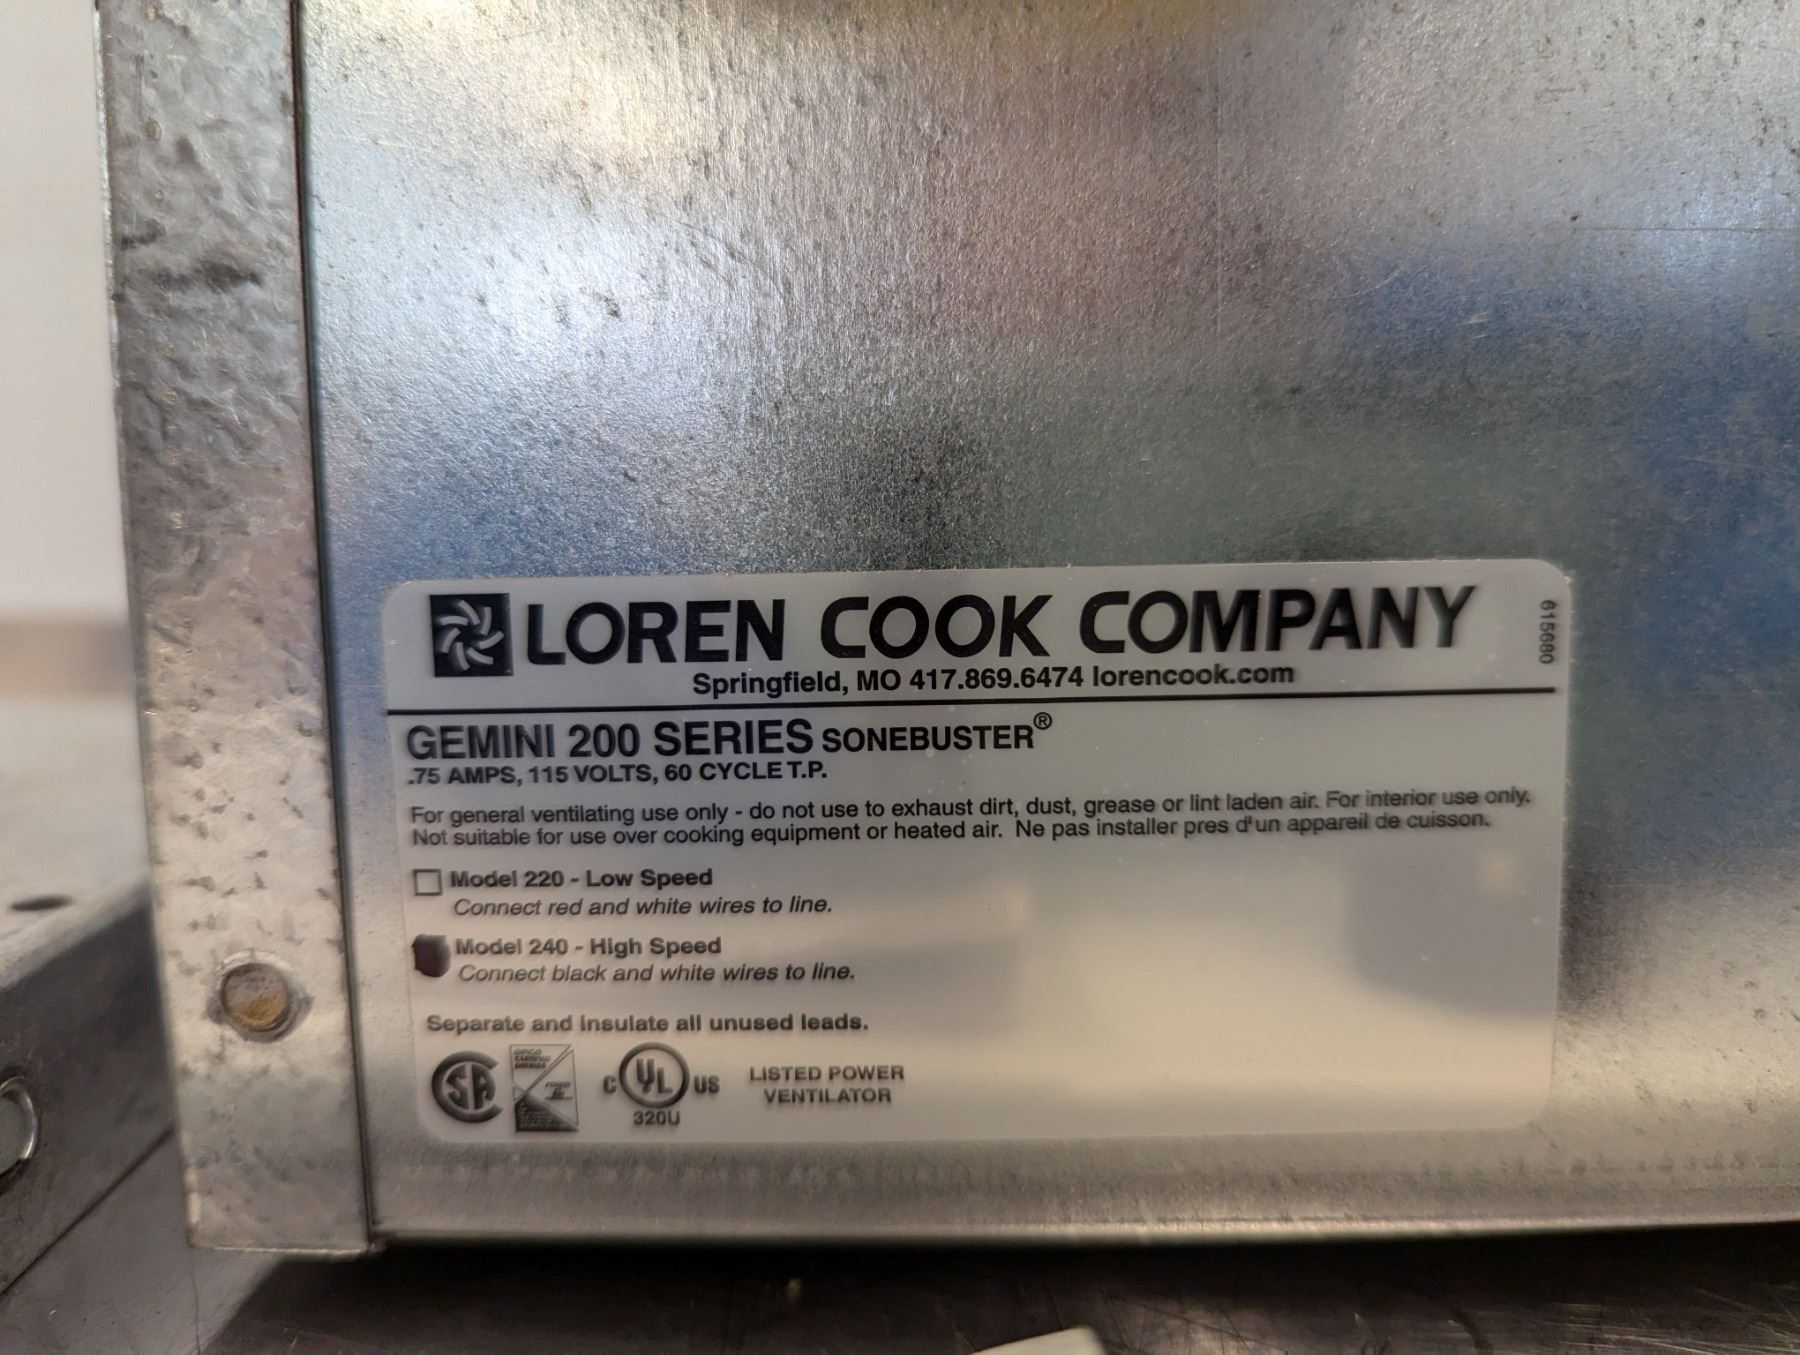 LOREN COOK COMPANY
615680
Springfield, MO 417.869.6474 lorencook.com
GEMINI 200 SERIES SONEBUSTER®
.75 AMPS, 115 VOLTS, 60 CYCLE T.P.
For general ventilating use only - do not use to exhaust dirt, dust, grease or lint laden air. For interior use only.
Not suitable for use over cooking equipment or heated air. Ne pas installer pres d'un appareil de cuisson.
Model 220 - Low Speed
Connect red and white wires to line.
Model 240 - High Speed
Connect black and white wires to line.
Separate and insulate all unused leads.
SA
C UL US
320U
LISTED POWER
VENTILATOR